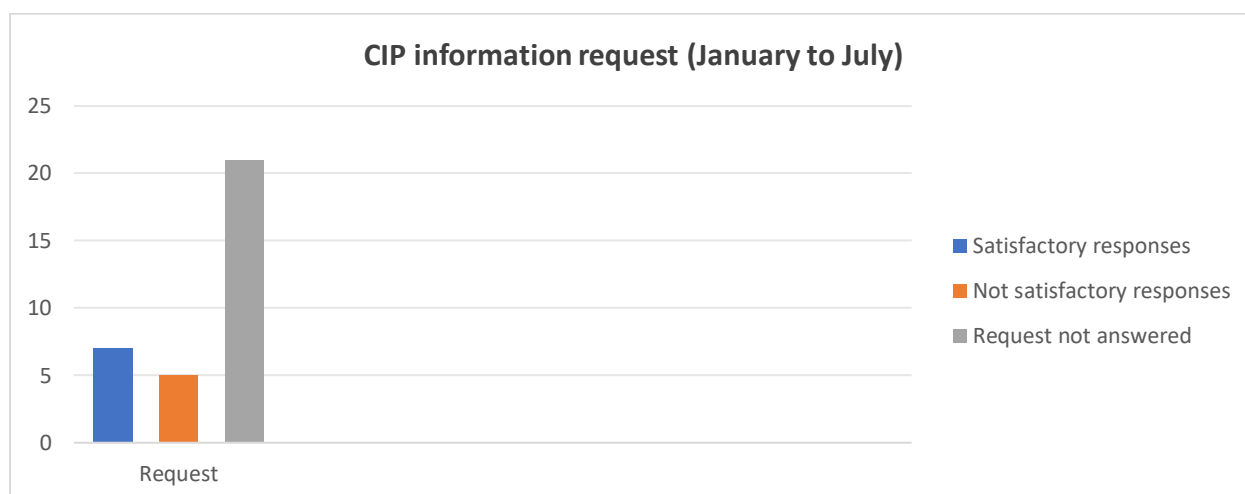 CIP information request (January to July)
25
20
15
10
5
0
Request
Satisfactory responses
Not satisfactory responses
Request not answered